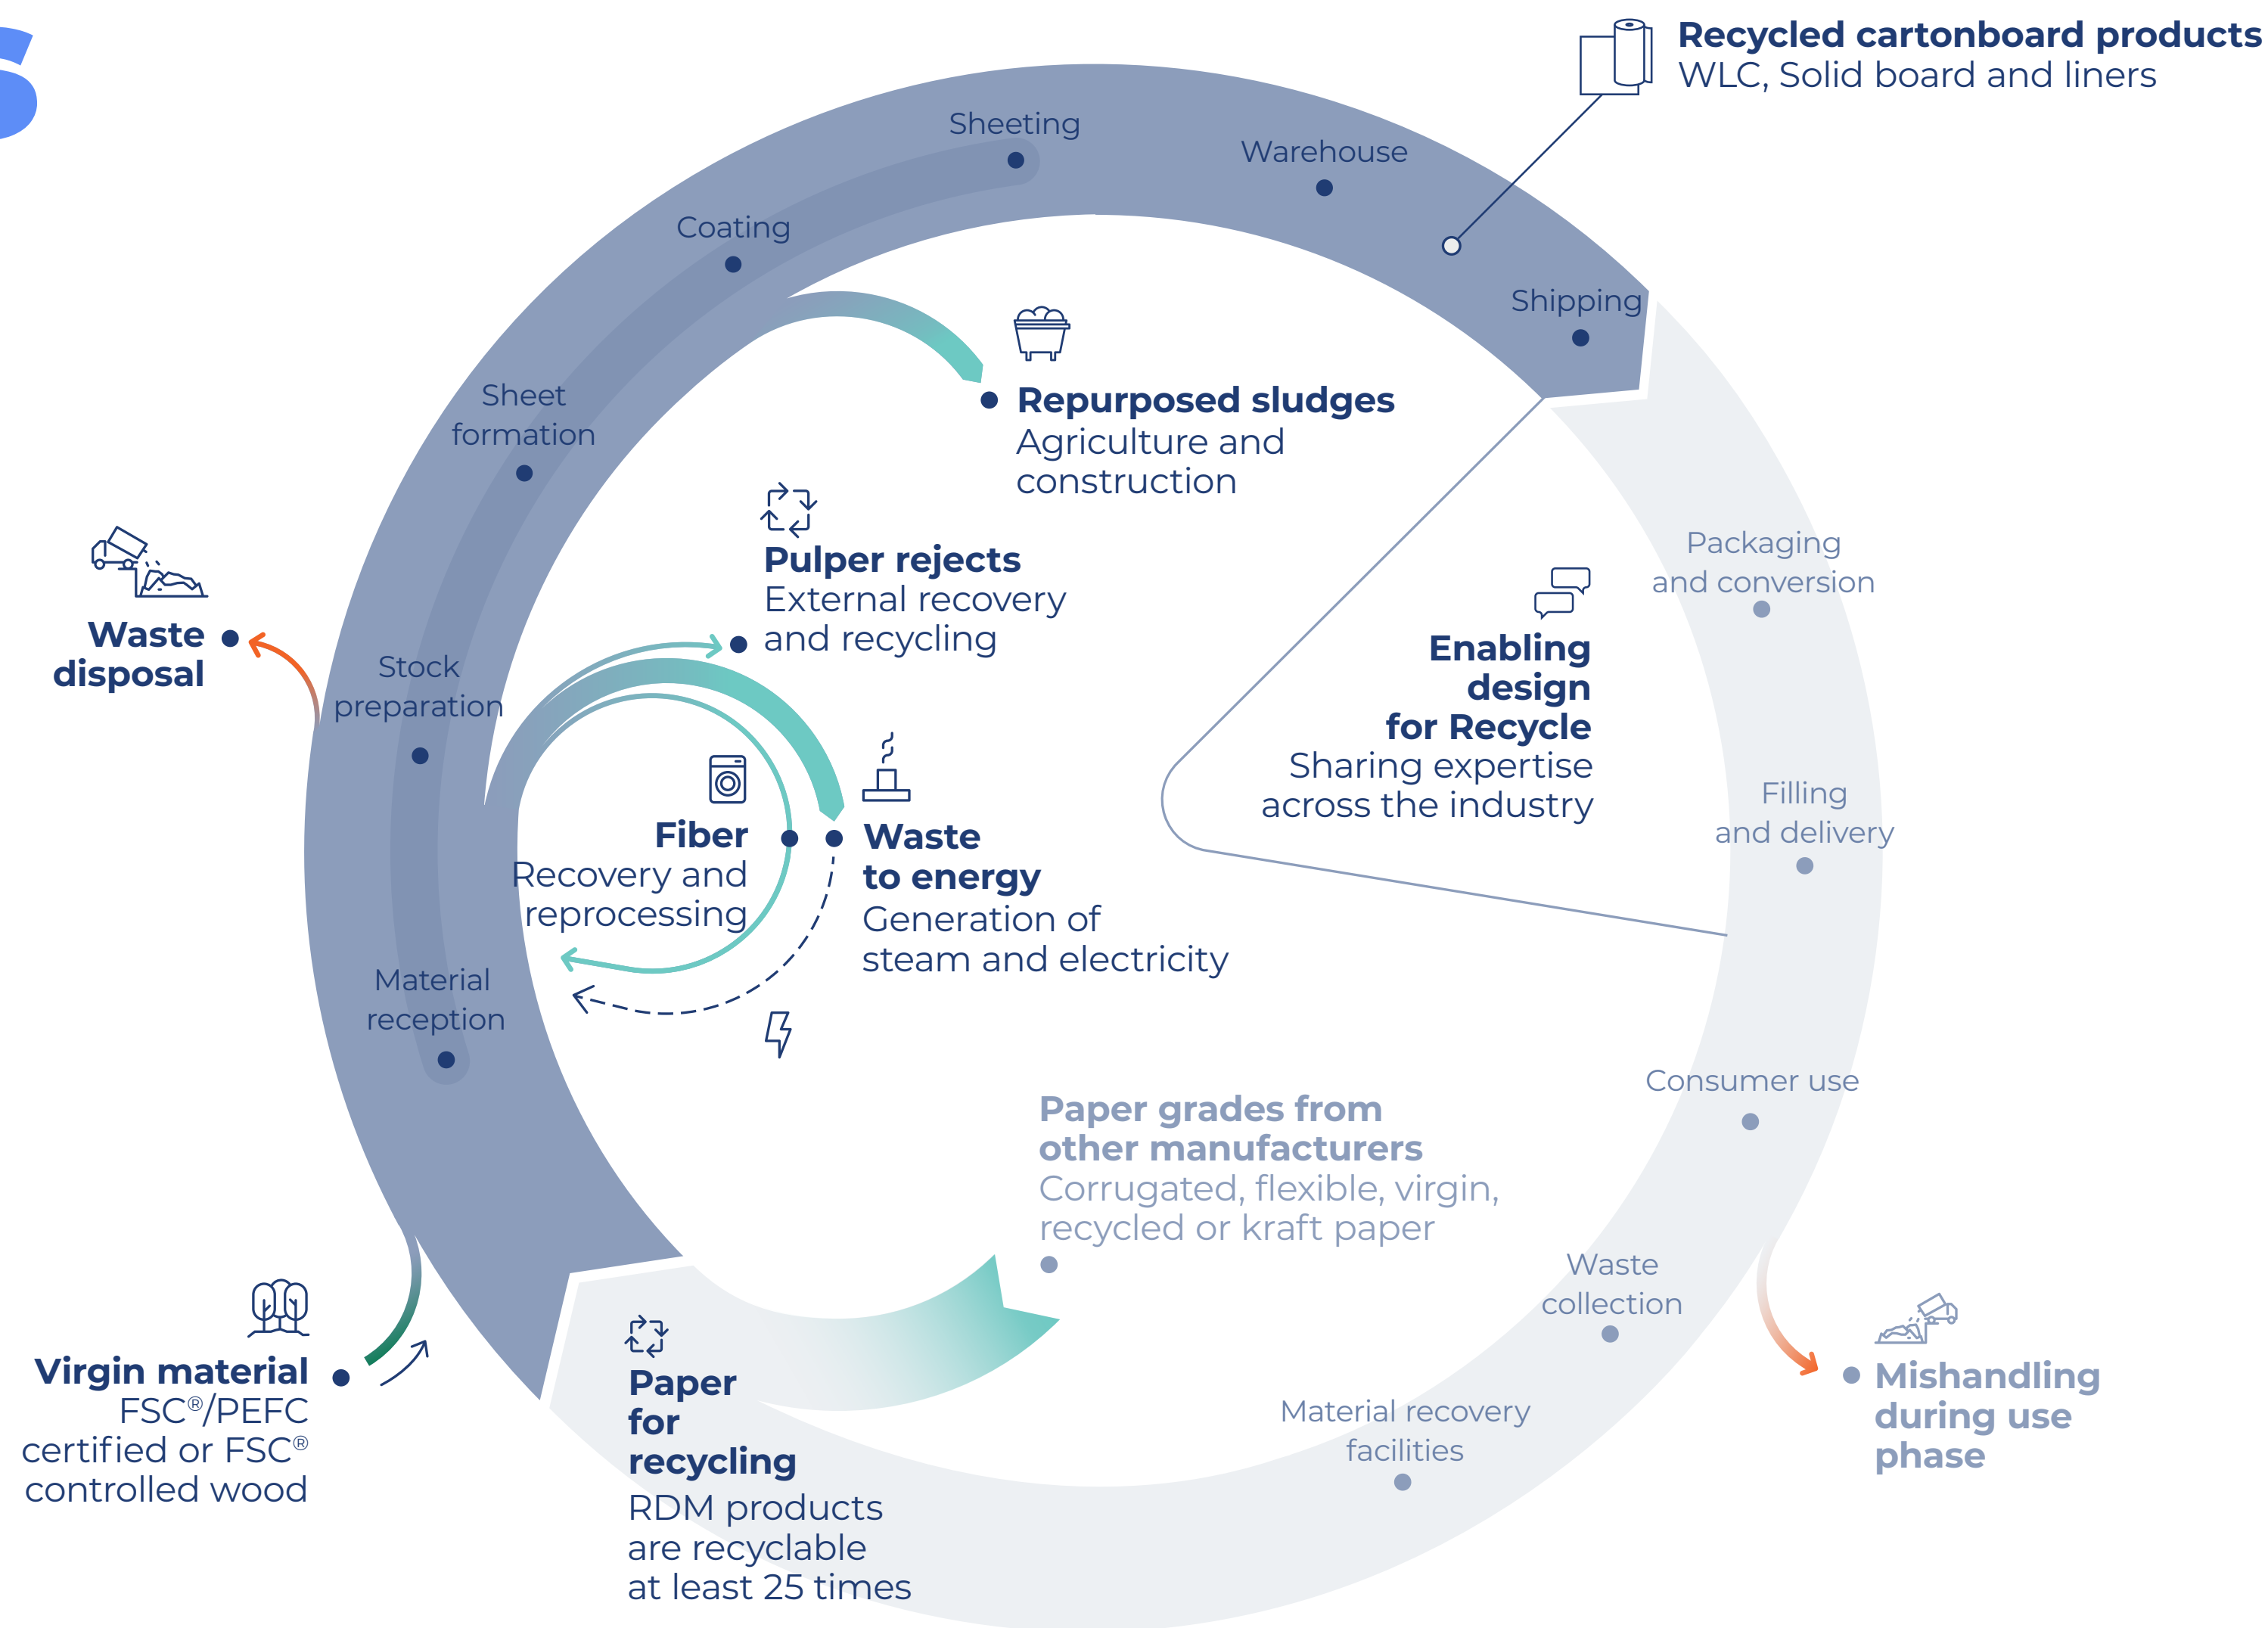 Recycled cartonboard products
WLC, Solid board and liners
Sheeting
Warehouse
Coating
Shipping
Sheet
formation
Repurposed sludges
Agriculture and
construction
Pulper rejects
External recovery
and recycling
Packaging
and conversion
Waste
disposal
Stock
preparation
Enabling
design
for Recycle
Sharing expertise
across the industry
Fiber
Recovery and
reprocessing
Waste
to energy
Generation of
steam and electricity
Filling
and delivery
Material
reception
Consumer use
Paper grades from
other manufacturers
Corrugated, flexible, virgin,
recycled or kraft paper
Waste
collection
Virgin material
FSC®/PEFC
certified or FSC®
controlled wood
Paper
for
recycling
RDM products
are recyclable
at least 25 times
Material recovery
facilities
Mishandling
during use
phase